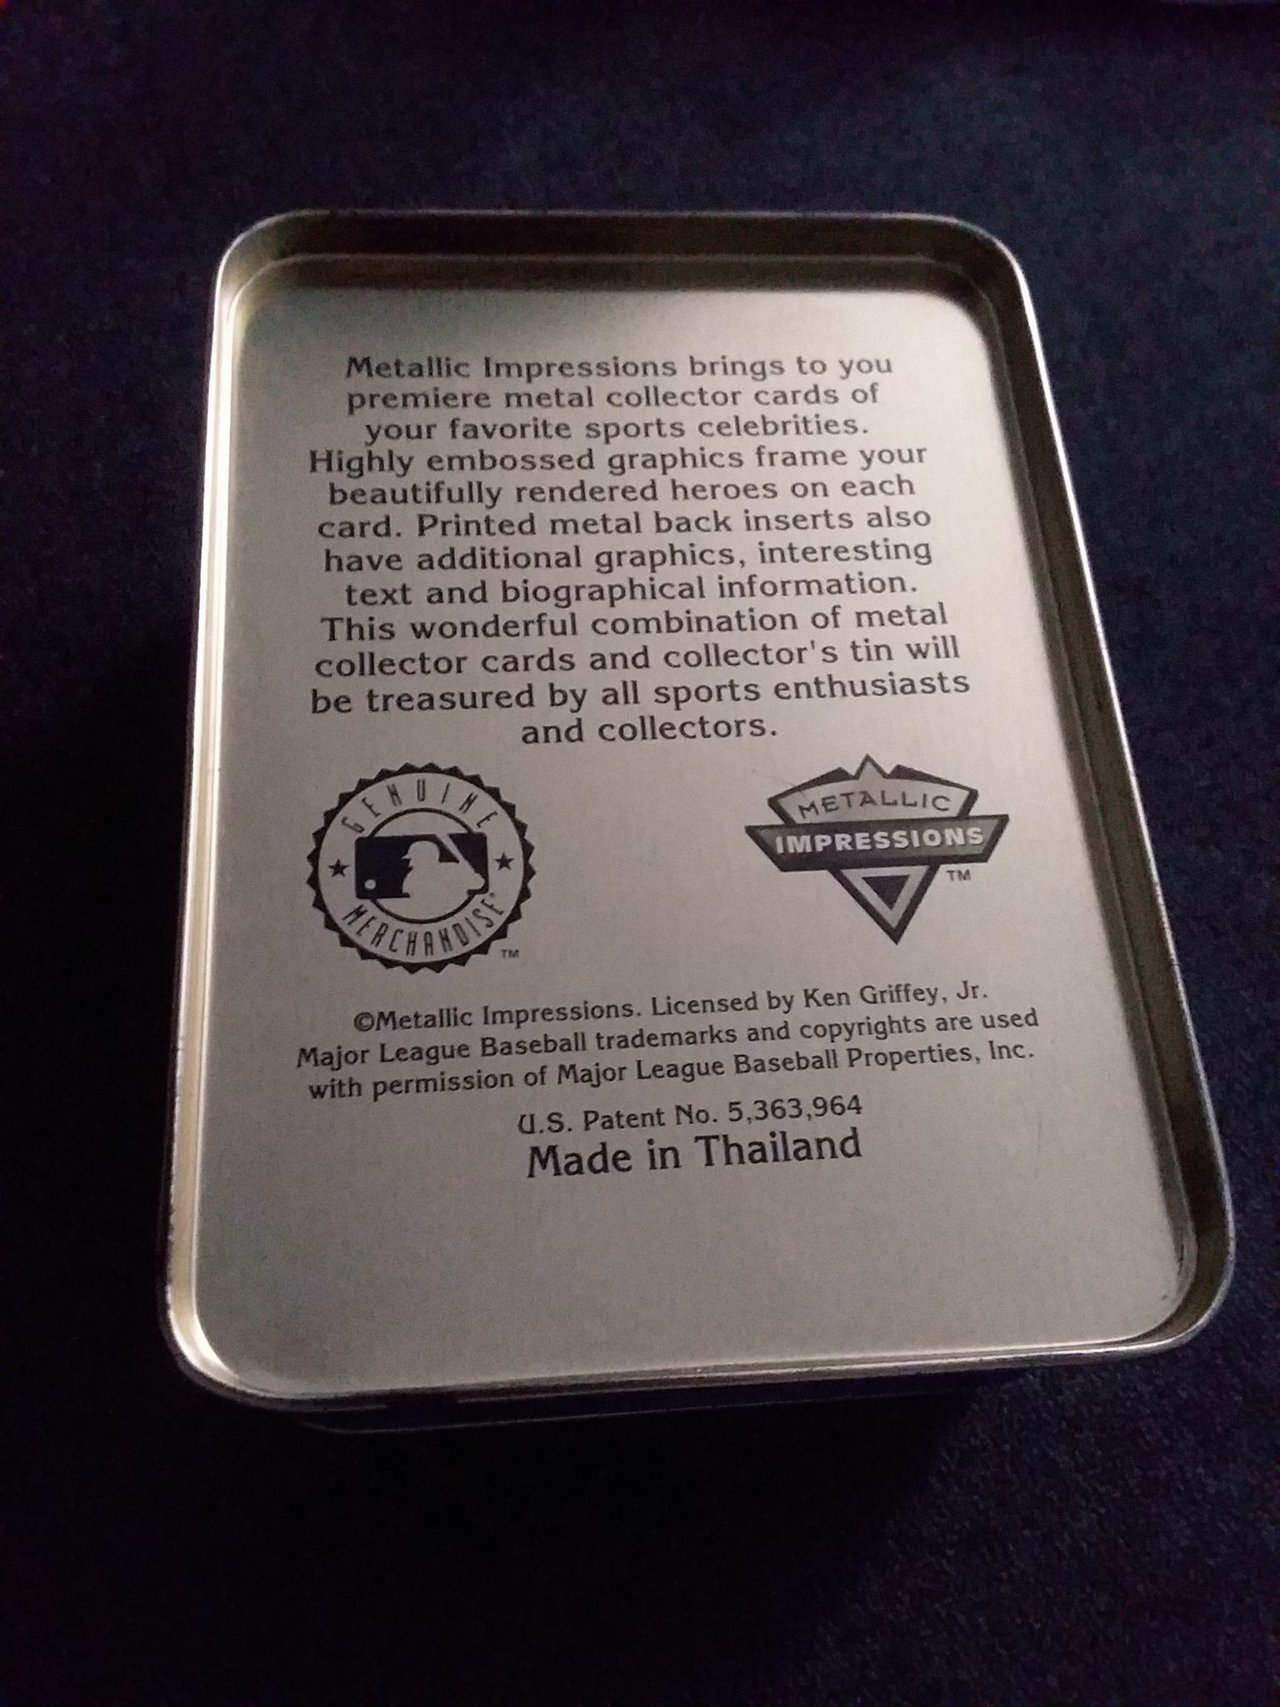 Metallic Impressions brings to you
premiere metal collector cards of
your favorite sports celebrities.
Highly embossed graphics frame your
beautifully rendered heroes on each
card. Printed metal back inserts also
have additional graphics, interesting
text and biographical information.
This wonderful combination of metal
collector cards and collector's tin will
be treasured by all sports enthusiasts
and collectors.
GENUINE
MERCHANDISE®
TM
METALLIC
IMPRESSIONS
TM
©Metallic Impressions. Licensed by Ken Griffey, Jr.
Major League Baseball trademarks and copyrights are used
with permission of Major League Baseball Properties, Inc.
U.S. Patent No. 5,363,964
Made in Thailand